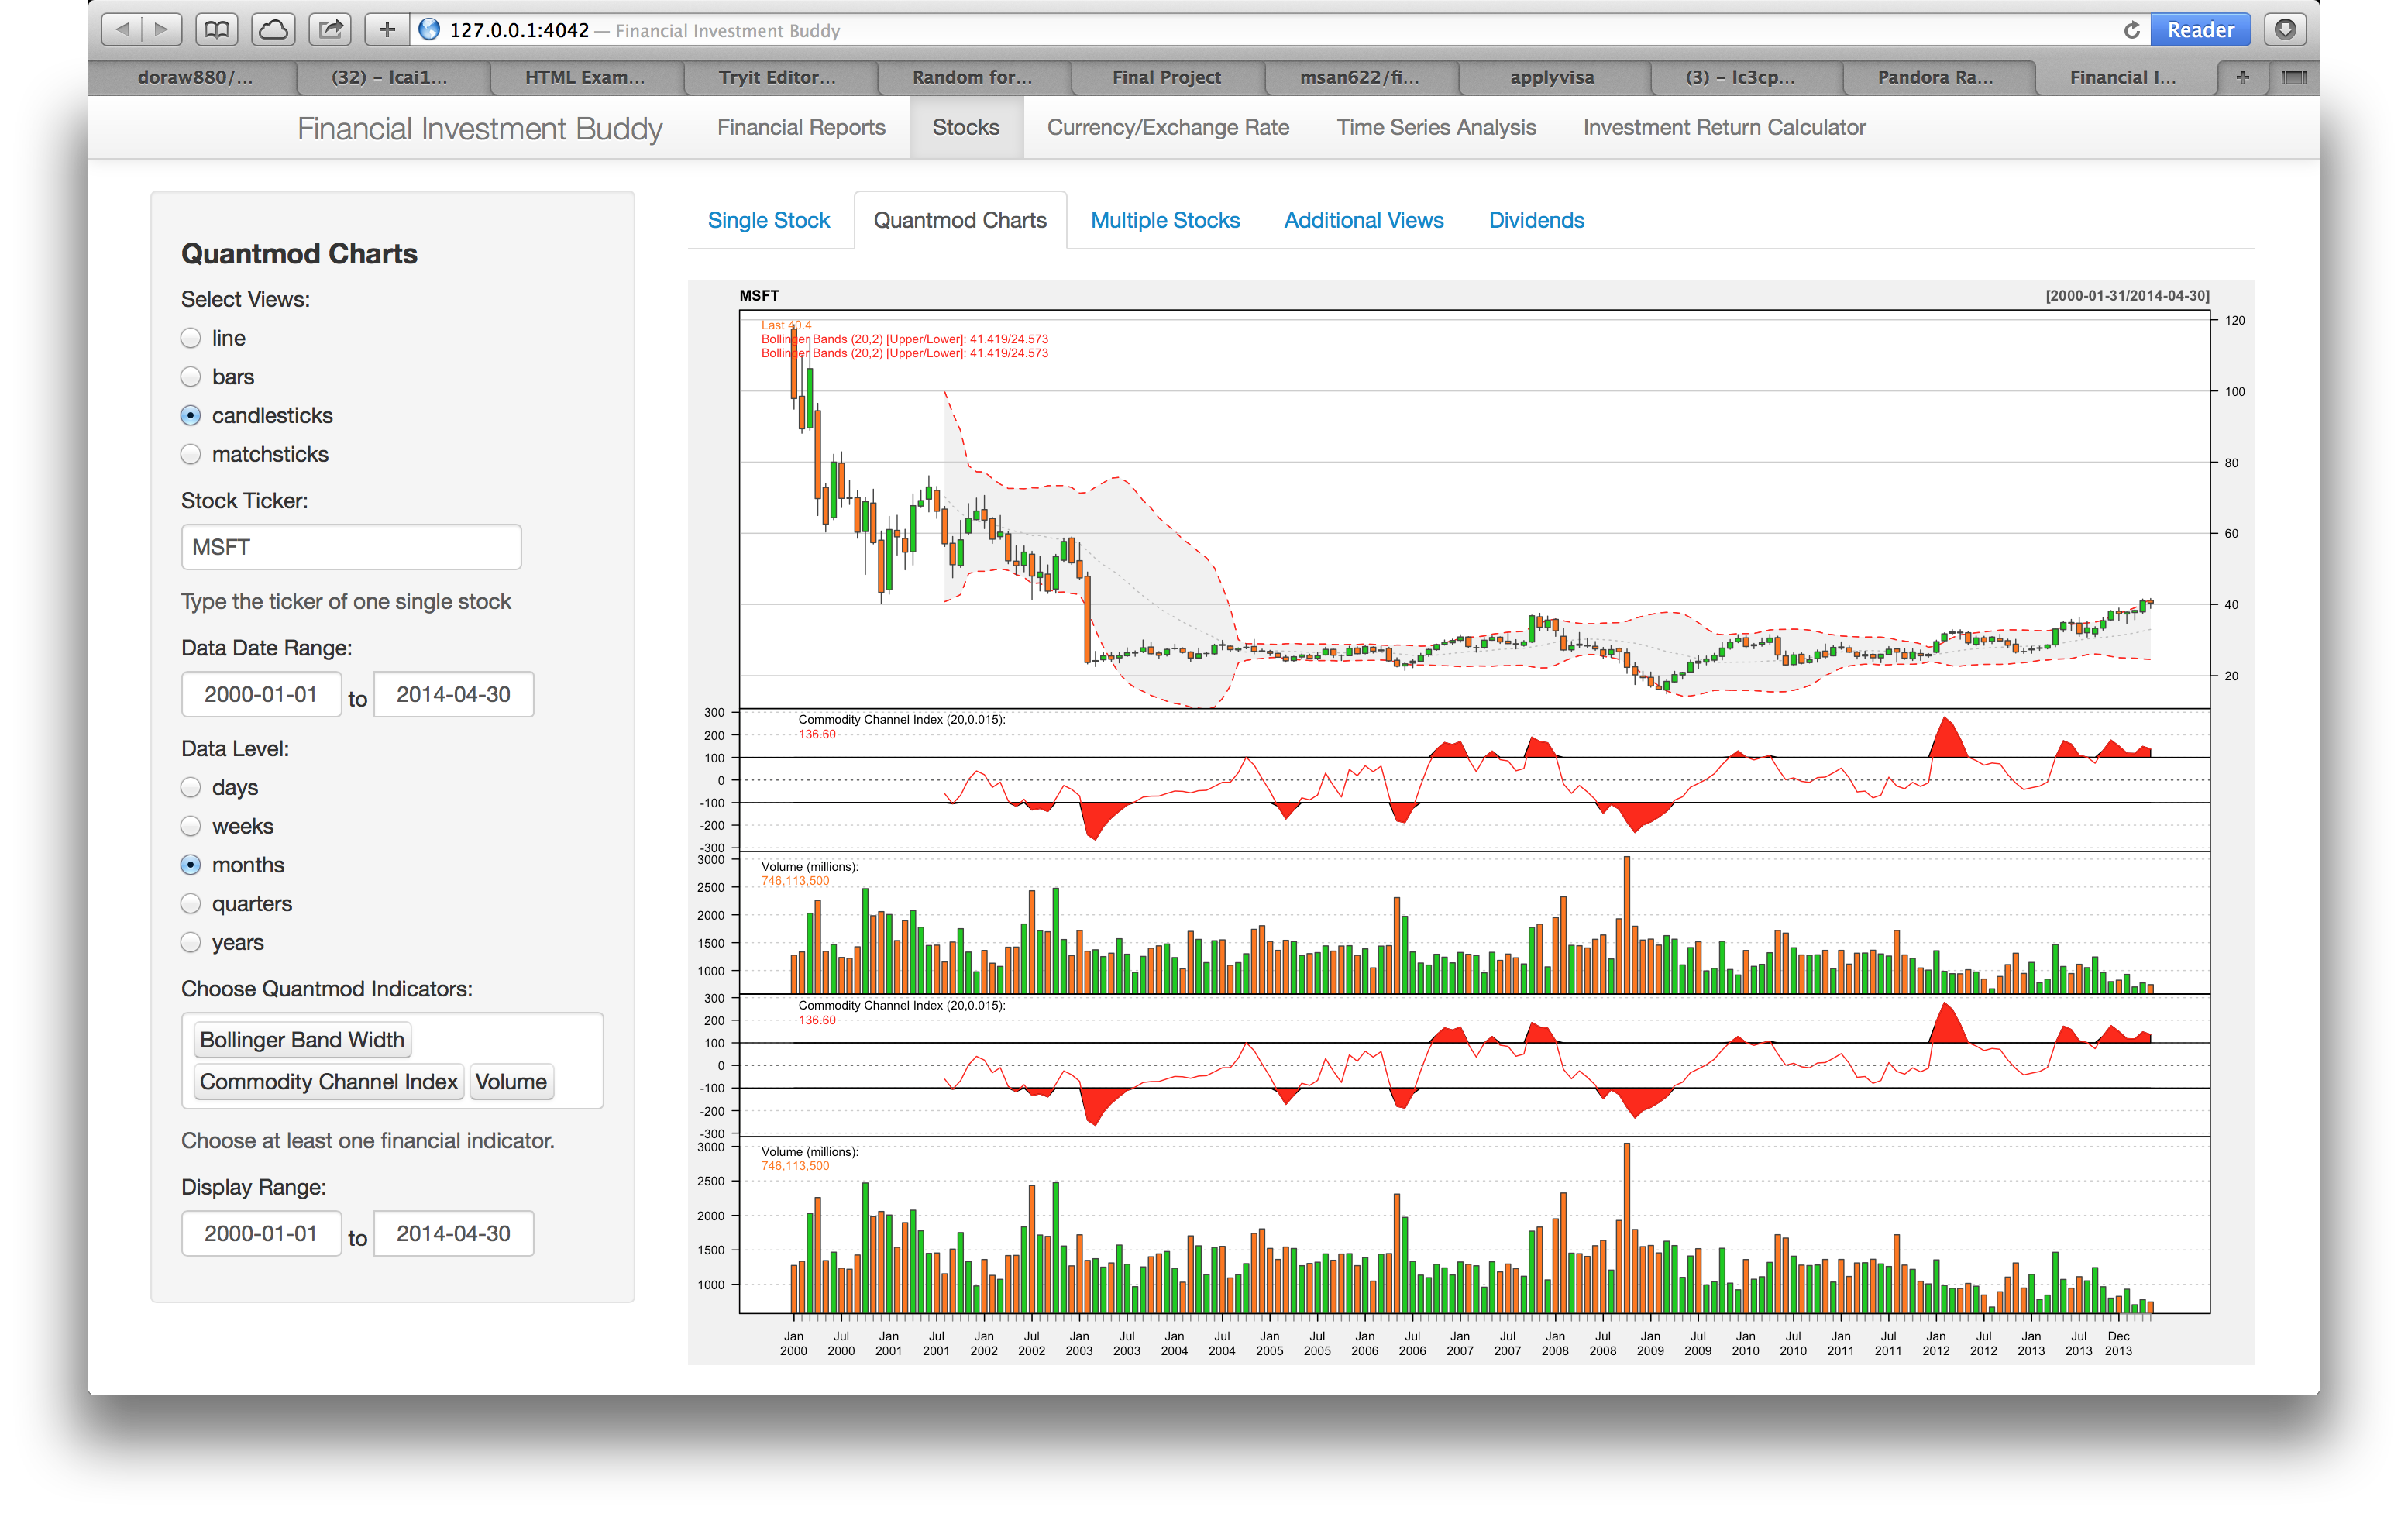 127.0.0.1:4042 — Financial Investment Buddy
Reader
doraw880/...
(32) – lcai1...
HTML Exam...
Tryit Editor...
Random for...
Final Project
msan622/fi...
applyvisa
(3) – lc3cp...
Pandora Ra...
Financial I...
Financial Investment Buddy
Financial Reports
Stocks
Currency/Exchange Rate
Time Series Analysis
Investment Return Calculator
Quantmod Charts
Select Views:
line
bars
candlesticks
matchsticks
Stock Ticker:
MSFT
Type the ticker of one single stock
Data Date Range:
2000-01-01 to 2014-04-30
Data Level:
days
weeks
months
quarters
years
Choose Quantmod Indicators:
Bollinger Band Width
Commodity Channel Index Volume
Choose at least one financial indicator.
Display Range:
2000-01-01 to 2014-04-30
Single Stock
Quantmod Charts
Multiple Stocks
Additional Views
Dividends
MSFT
[2000-01-31/2014-04-30]
Last 40.4
Bollinger Bands (20,2) [Upper/Lower]: 41.419/24.573
Bollinger Bands (20,2) [Upper/Lower]: 41.419/24.573
120
100
80
60
40
20
Commodity Channel Index (20,0.015):
136.60
300
200
100
0
-100
-200
-300
Volume (millions):
746,113,500
3000
2500
2000
1500
1000
Commodity Channel Index (20,0.015):
136.60
300
200
100
0
-100
-200
-300
Volume (millions):
746,113,500
3000
2500
2000
1500
1000
Jan Jul Jan Jul Jan Jul Jan Jul Jan Jul Jan Jul Jan Jul Jan Jul Jan Jul Jan Jul Jan Jul Jan Jul Jan Jul Jan Jul Dec
2000 2000 2001 2001 2002 2002 2003 2003 2004 2004 2005 2005 2006 2006 2007 2007 2008 2008 2009 2009 2010 2010 2011 2011 2012 2012 2013 2013 2013